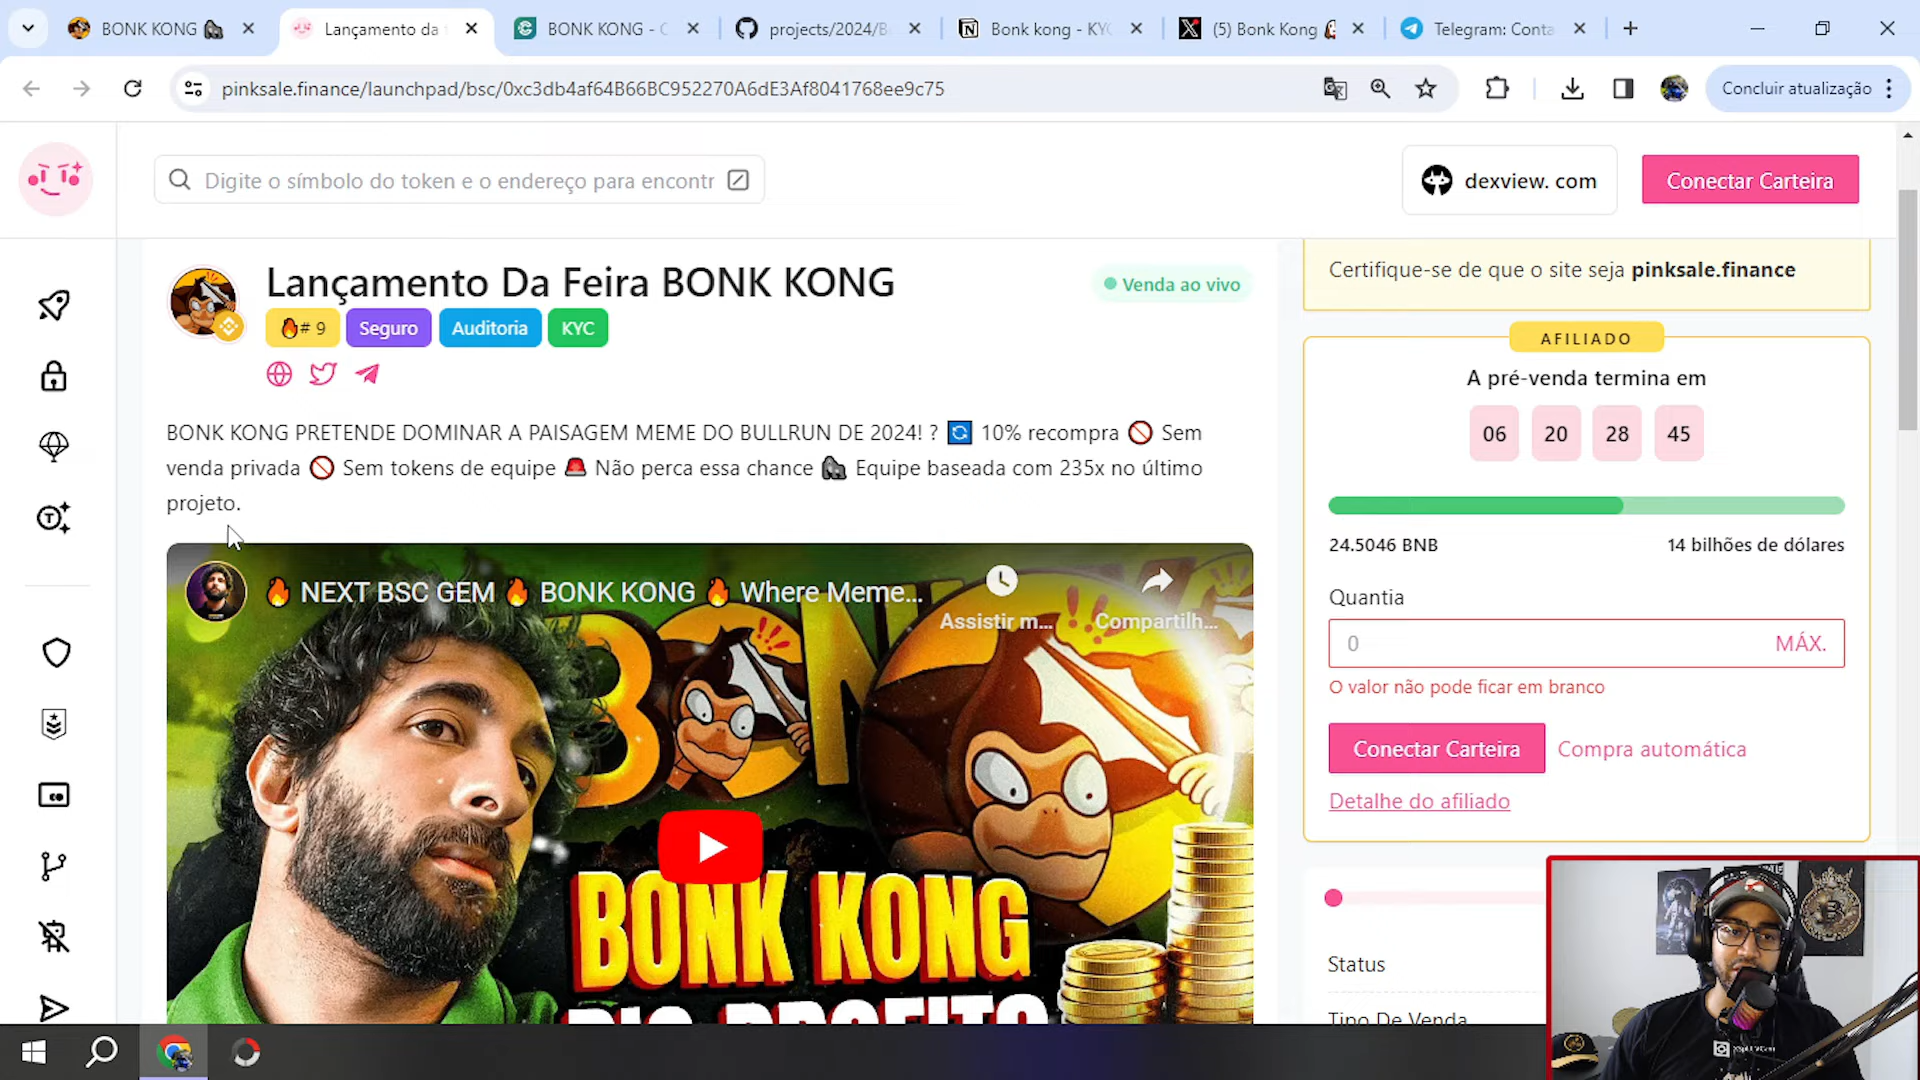 BONK KONG
Lançamento da
BONK KONG - C
projects/2024/B
Bonk kong - KY
(5) Bonk Kong
Telegram: Conta
pinksale.finance/launchpad/bsc/0xc3db4af64B66BC952270A6dE3Af8041768ee9c75
Concluir atualização
Digite o símbolo do token e o endereço para encontr
dexview. com
Conectar Carteira
Lançamento Da Feira BONK KONG
Venda ao vivo
🔥# 9
Seguro
Auditoria
KYC
BONK KONG PRETENDE DOMINAR A PAISAGEM MEME DO BULLRUN DE 2024! ? 🔄 10% recompra 🚫 Sem
venda privada 🚫 Sem tokens de equipe 🚨 Não perca essa chance 🦍 Equipe baseada com 235x no último
projeto.
🔥 NEXT BSC GEM 🔥 BONK KONG 🔥 Where Meme...
Assistir m...
Compartilh...
BONK KONG
BIG PROFITS
Certifique-se de que o site seja pinksale.finance
AFILIADO
A pré-venda termina em
06 20 28 45
24.5046 BNB
14 bilhões de dólares
Quantia
0
MÁX.
O valor não pode ficar em branco
Conectar Carteira
Compra automática
Detalhe do afiliado
Status
Tipo De Venda